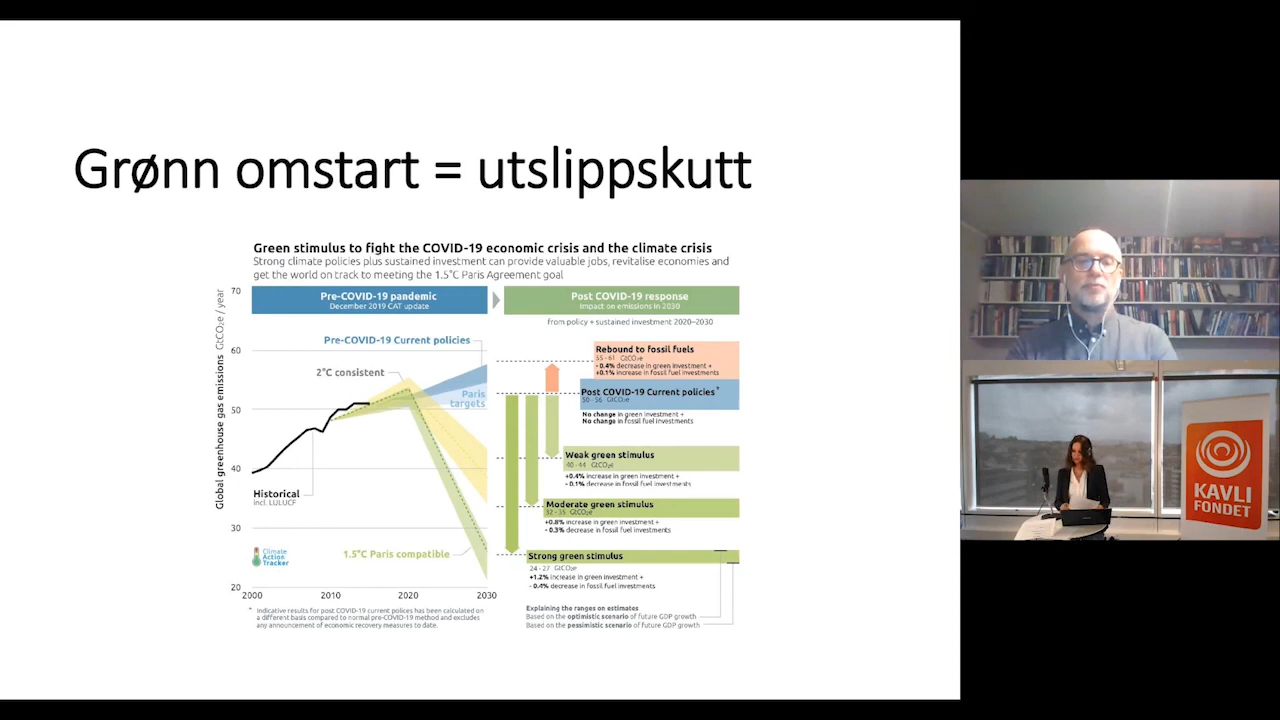 Grønn omstart = utslippskutt
Green stimulus to fight the COVID-19 economic crisis and the climate crisis
Strong climate policies plus sustained investment can provide valuable jobs, revitalise economies and
get the world on track to meeting the 1.5°C Paris Agreement goal
Global greenhouse gas emissions GtCO₂e / year
70
60
50
40
30
20
2000
2010
2020
2030
Pre-COVID-19 pandemic
December 2019 CAT update
Pre-COVID-19 Current policies
2°C consistent
Paris
targets
Historical
incl. LULUCF
1.5°C Paris compatible
Climate
Action
Tracker
* Indicative results for post COVID-19 current polices has been calculated on
a different basis compared to normal pre-COVID-19 method and excludes
any announcement of economic recovery measures to date.
Post COVID-19 response
Impact on emissions in 2030
from policy + sustained investment 2020–2030
Rebound to fossil fuels
55 - 61 GtCO₂e
- 0.4% decrease in green investment +
+0.1% increase in fossil fuel investments
Post COVID-19 Current policies*
50 - 56 GtCO₂e
No change in green investment +
No change in fossil fuel investments
Weak green stimulus
40 - 44 GtCO₂e
+0.4% increase in green investment +
- 0.1% decrease in fossil fuel investments
Moderate green stimulus
32 - 35 GtCO₂e
+0.8% increase in green investment +
- 0.3% decrease in fossil fuel investments
Strong green stimulus
24 - 27 GtCO₂e
+1.2% increase in green investment +
- 0.4% decrease in fossil fuel investments
Explaining the ranges on estimates
Based on the optimistic scenario of future GDP growth
Based on the pessimistic scenario of future GDP growth
KAVLI
FONDET